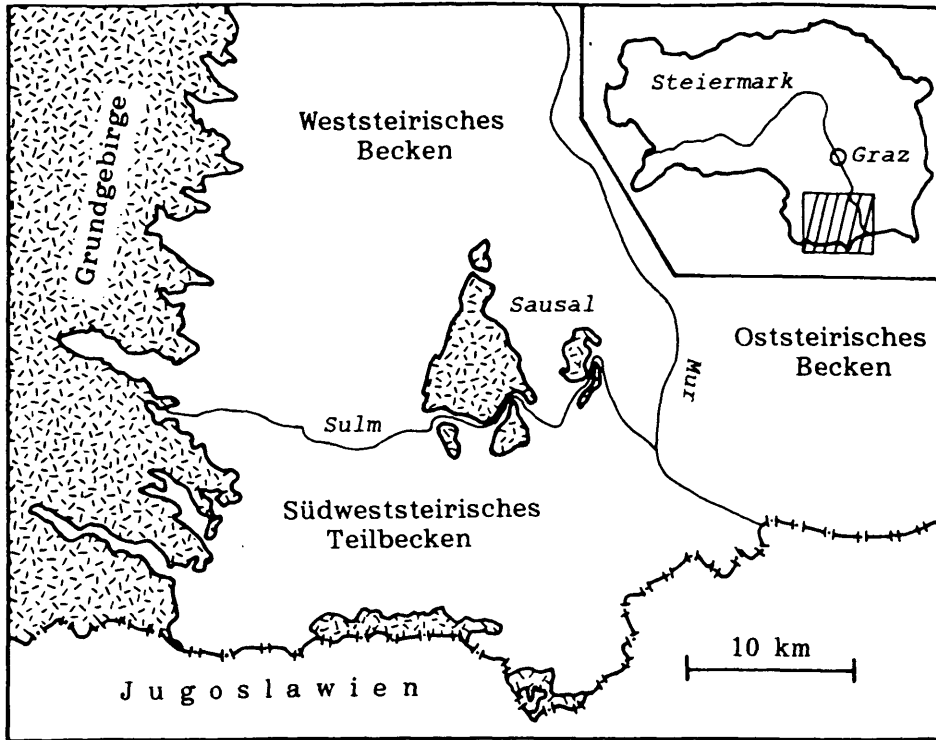 Steiermark
Graz
Weststeirisches
Becken
Grundgebirge
Sausal
Oststeirisches
Becken
Mur
Sulm
Südweststeirisches
Teilbecken
10 km
Jugoslawien